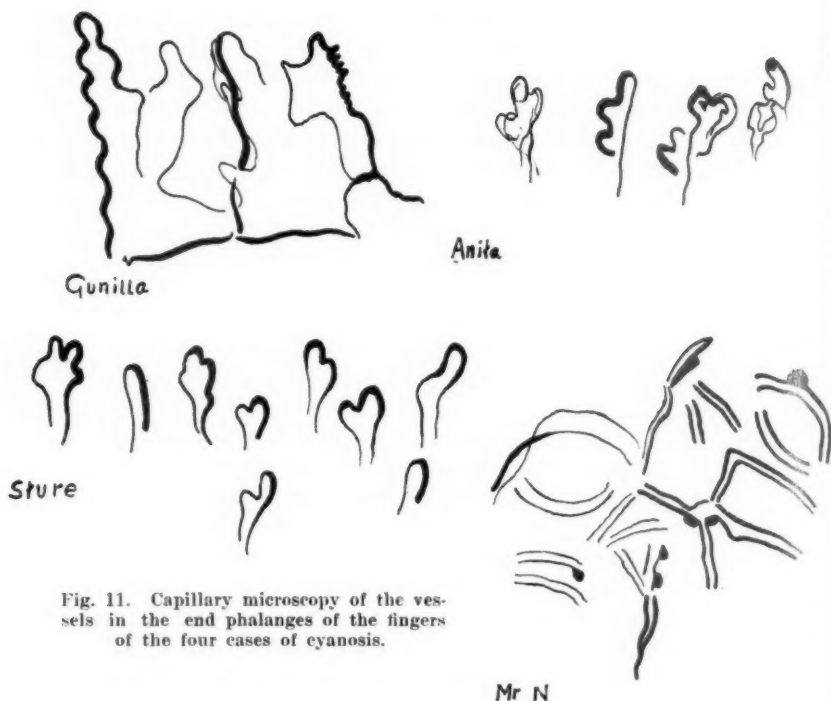 Gunilla
Anita
Sture
Fig. 11. Capillary microscopy of the ves-
sels in the end phalanges of the fingers
of the four cases of cyanosis.
Mr N